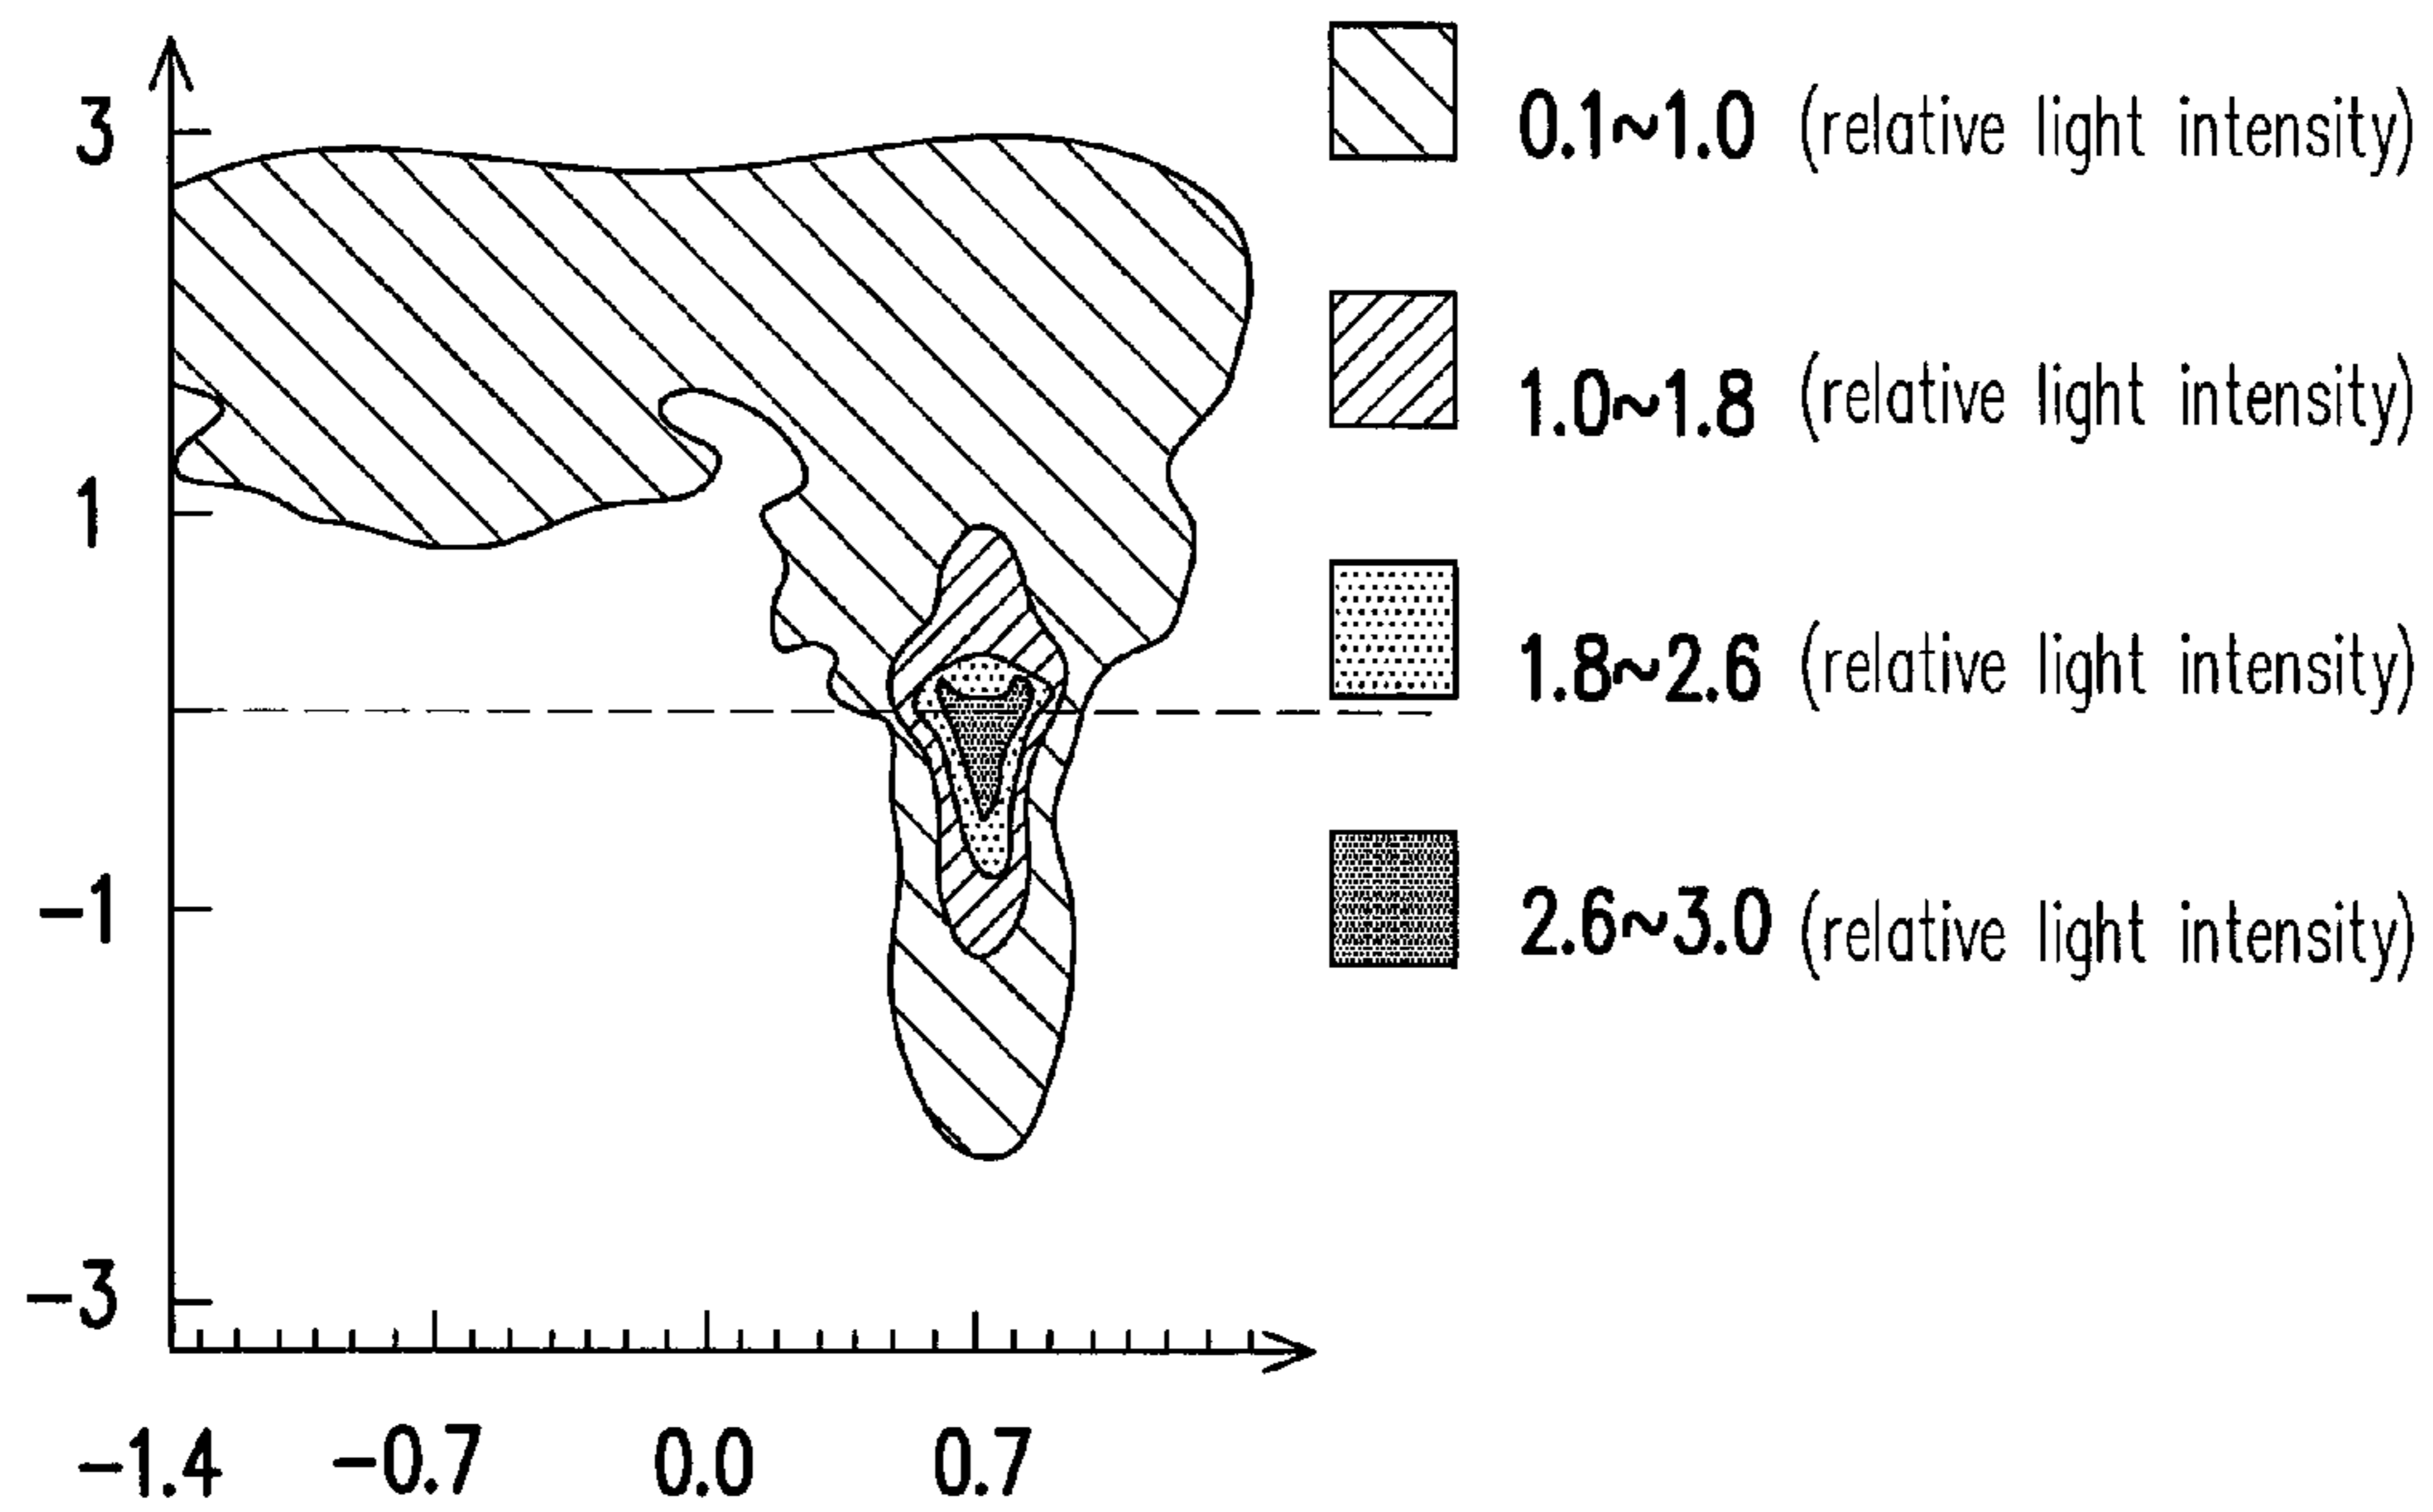 3
1
-1
-3
-1.4 -0.7 0.0 0.7
0.1~1.0 (relative light intensity)
1.0~1.8 (relative light intensity)
1.8~2.6 (relative light intensity)
2.6~3.0 (relative light intensity)